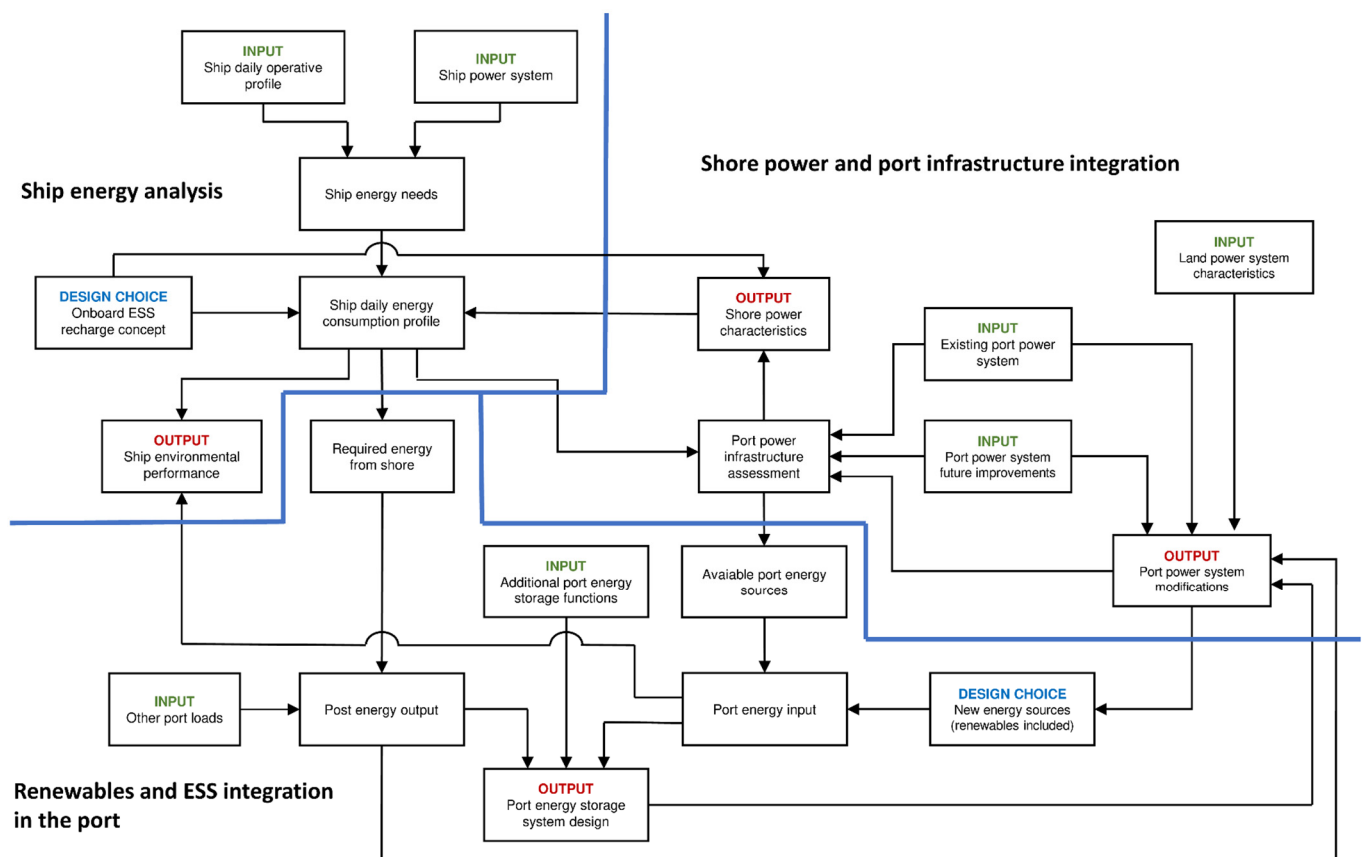 INPUT
Ship daily operative
profile
INPUT
Ship power system
Ship energy analysis
Ship energy needs
Shore power and port infrastructure integration
INPUT
Land power system
characteristics
DESIGN CHOICE
Onboard ESS
recharge concept
Ship daily energy
consumption profile
OUTPUT
Shore power
characteristics
INPUT
Existing port power
system
OUTPUT
Ship environmental
performance
Required energy
from shore
Port power
infrastructure
assessment
INPUT
Port power system
future improvements
INPUT
Additional port energy
storage functions
Avaiable port energy
sources
OUTPUT
Port power system
modifications
INPUT
Other port loads
Post energy output
Port energy input
DESIGN CHOICE
New energy sources
(renewables included)
Renewables and ESS integration
in the port
OUTPUT
Port energy storage
system design